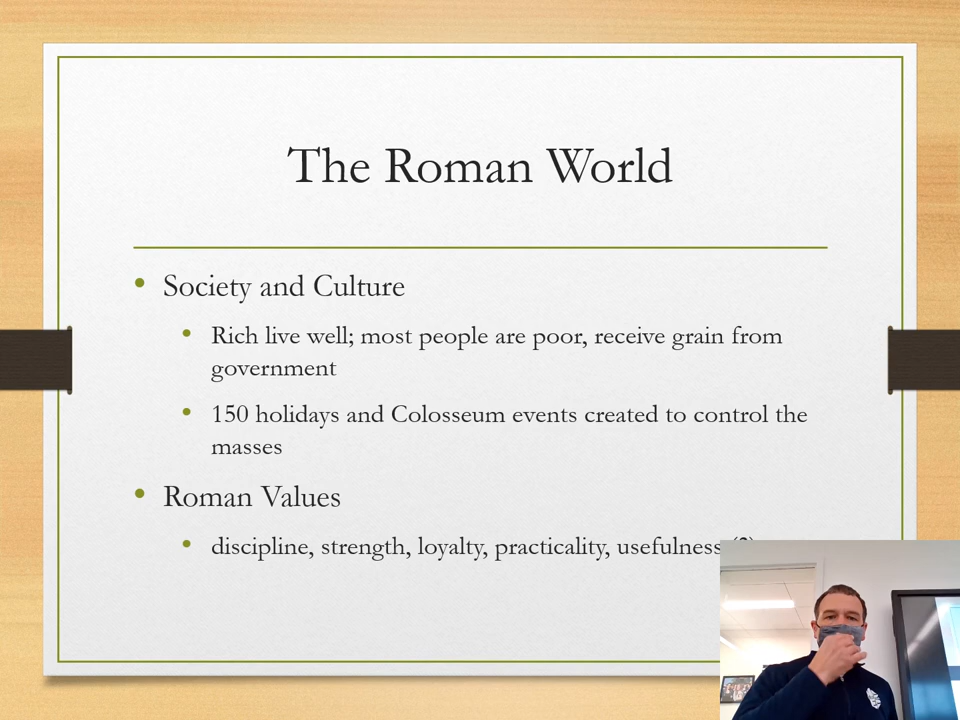 The Roman World
• Society and Culture
• Rich live well; most people are poor, receive grain from
government
• 150 holidays and Colosseum events created to control the
masses
• Roman Values
• discipline, strength, loyalty, practicality, usefulness